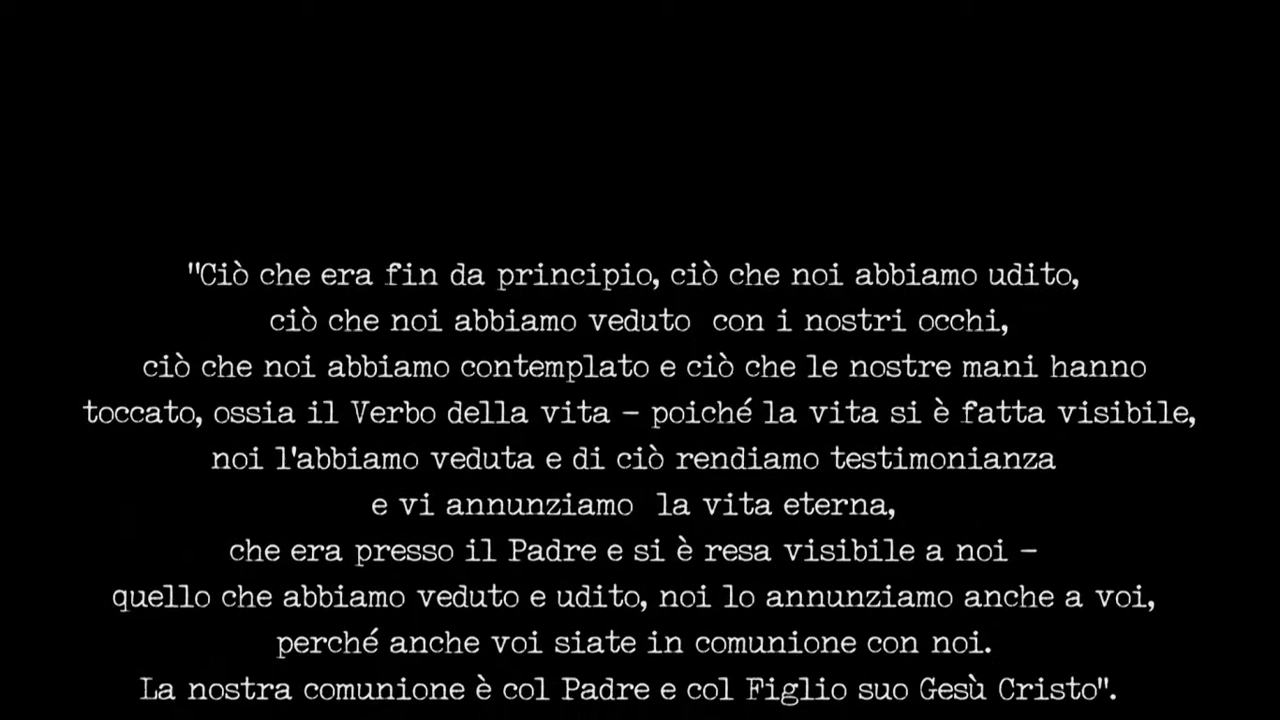 "Ciò che era fin da principio, ciò che noi abbiamo udito,
ciò che noi abbiamo veduto  con i nostri occhi,
ciò che noi abbiamo contemplato e ciò che le nostre mani hanno
toccato, ossia il Verbo della vita – poiché la vita si è fatta visibile,
noi l'abbiamo veduta e di ciò rendiamo testimonianza
e vi annunziamo  la vita eterna,
che era presso il Padre e si è resa visibile a noi –
quello che abbiamo veduto e udito, noi lo annunziamo anche a voi,
perché anche voi siate in comunione con noi.
La nostra comunione è col Padre e col Figlio suo Gesù Cristo".